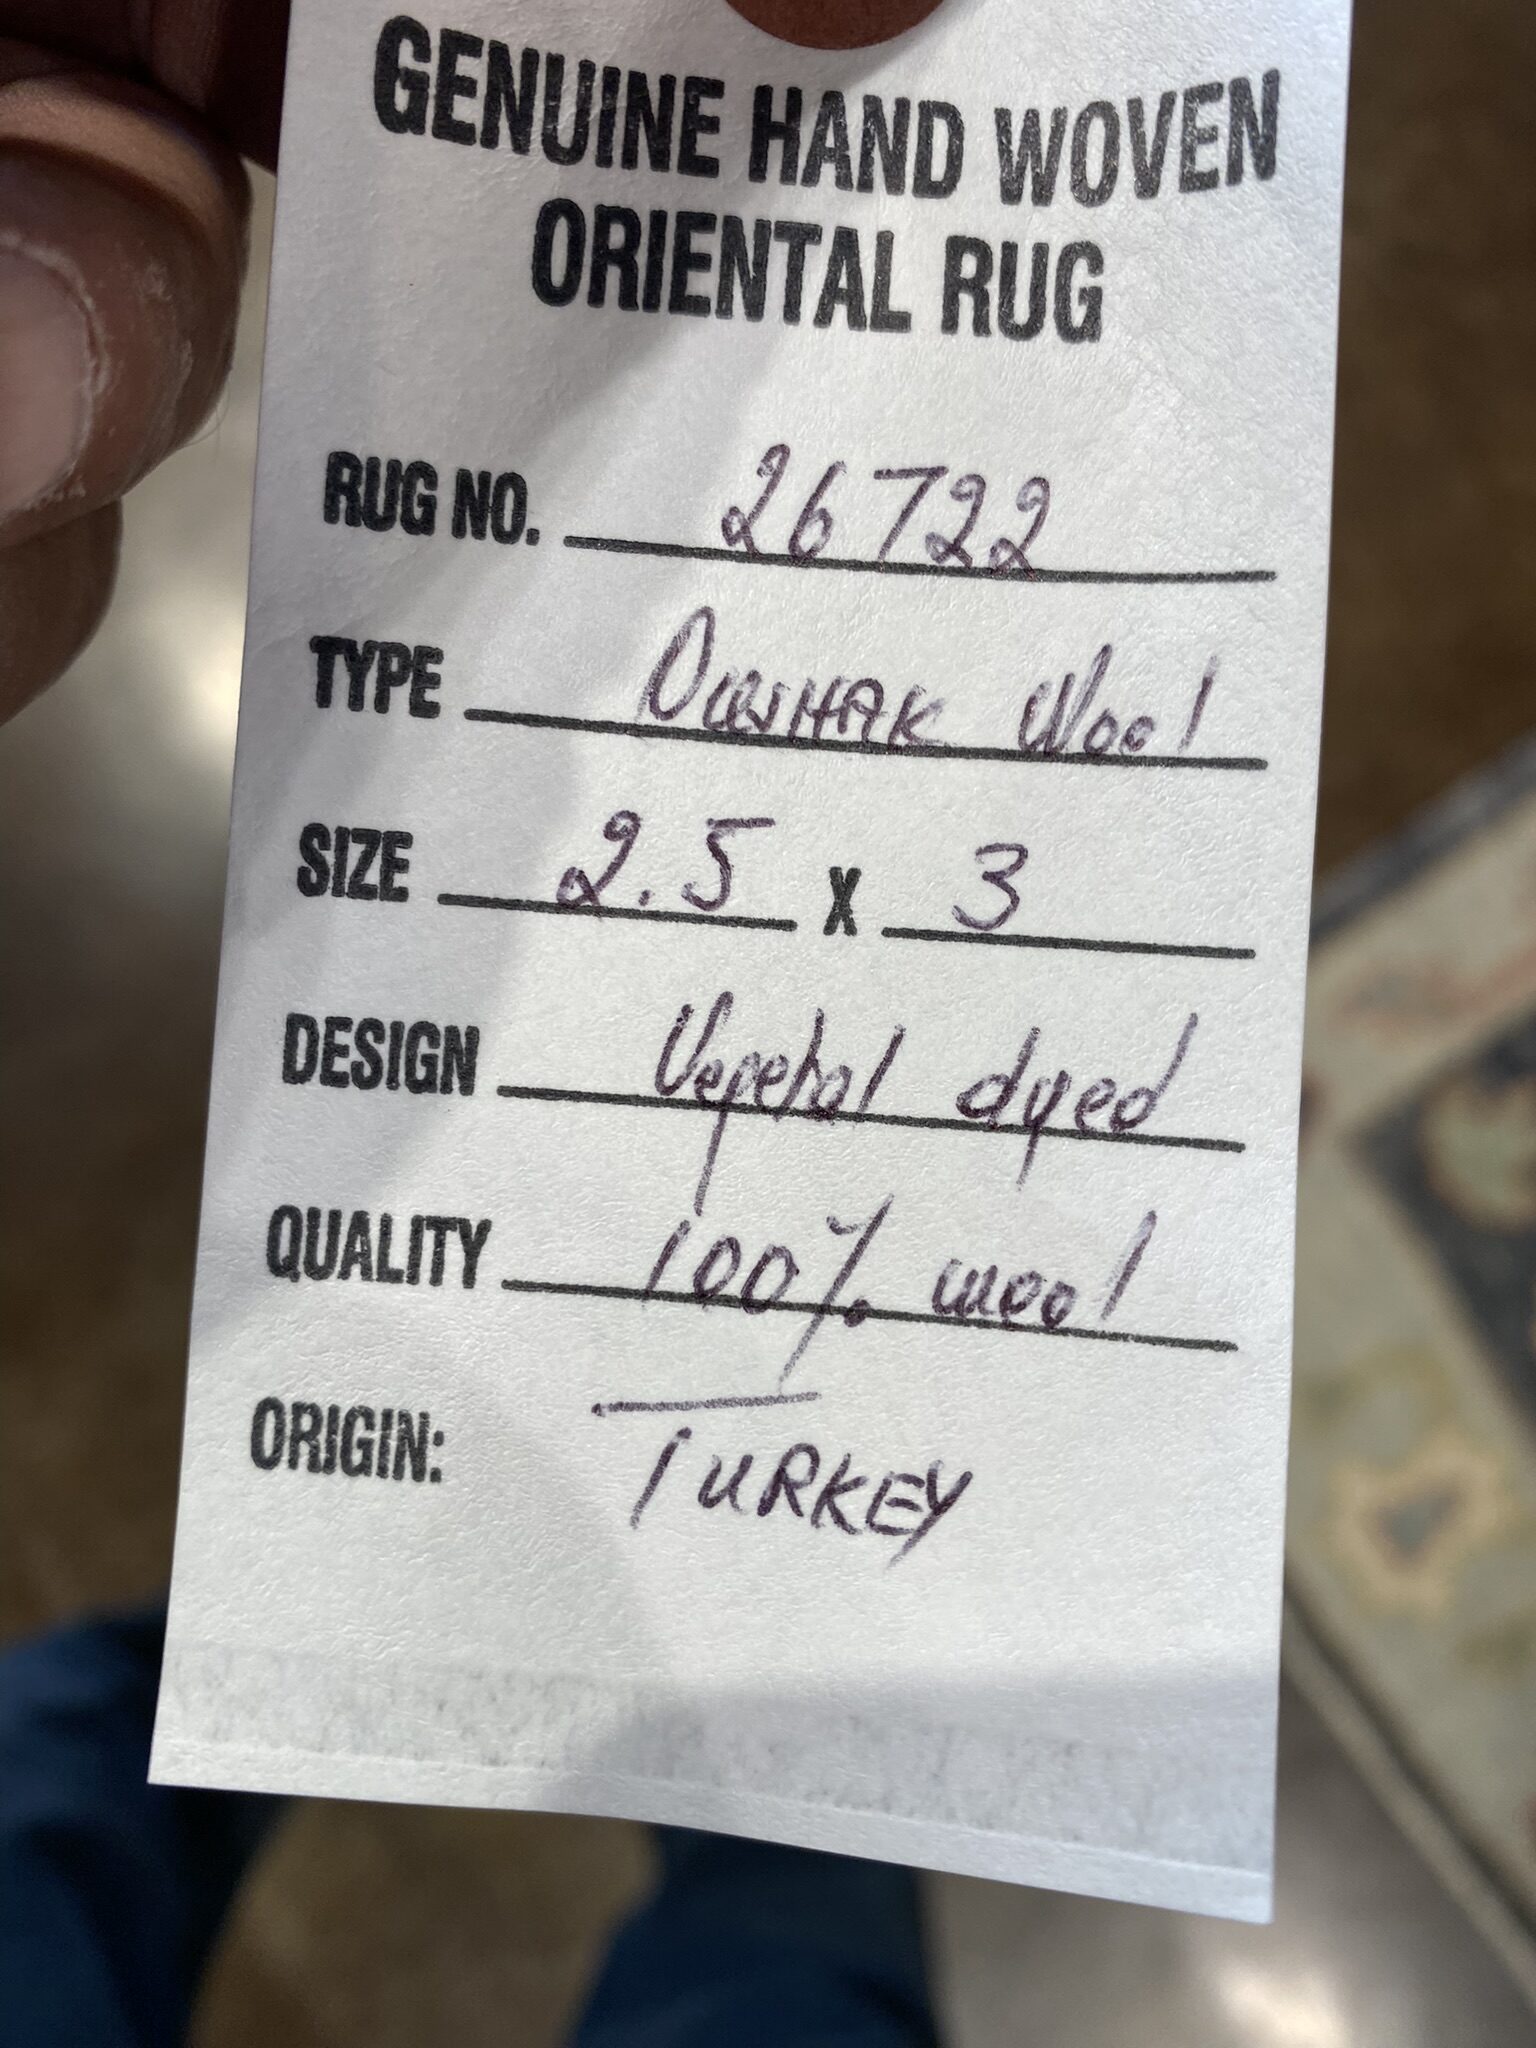 GENUINE HAND WOVEN
ORIENTAL RUG
RUG NO. 26722
TYPE OUSHAK Wool
SIZE 2.5 X 3
DESIGN Vegetal dyed
QUALITY 100% wool
ORIGIN: TURKEY